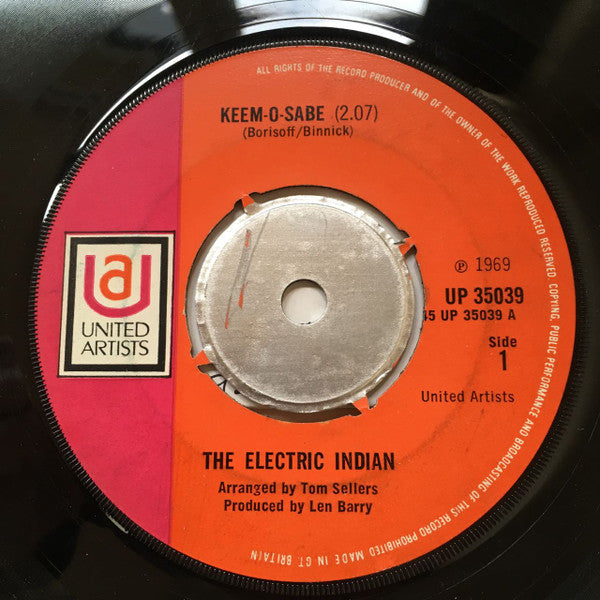 ALL RIGHTS OF THE RECORD PRODUCER AND OF THE OWNER OF THE WORK REPRODUCED RESERVED. COPYING, PUBLIC PERFORMANCE AND BROADCASTING OF THIS RECORD PROHIBITED MADE IN GT. BRITAIN
KEEM-O-SABE (2.07)
(Borisoff/Binnick)
℗ 1969
UP 35039
45 UP 35039 A
Side
1
United Artists
UA
UNITED
ARTISTS
THE ELECTRIC INDIAN
Arranged by Tom Sellers
Produced by Len Barry